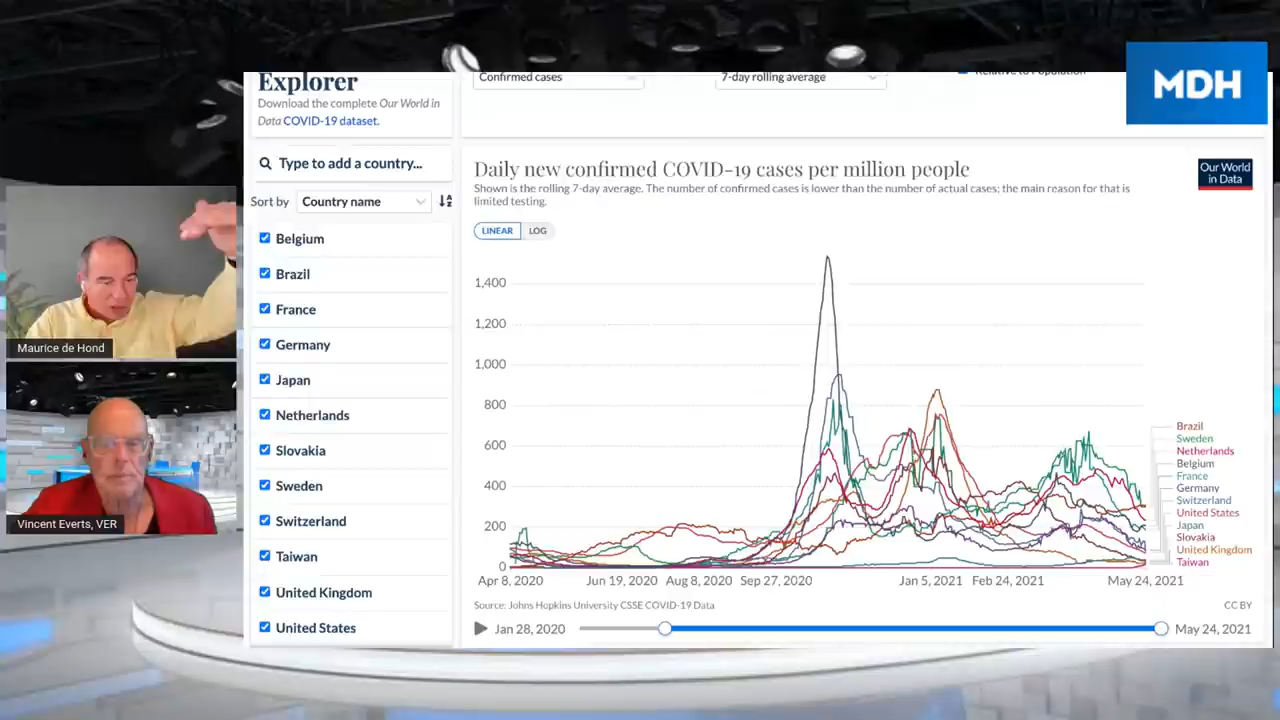 Explorer
Download the complete Our World in
Data COVID-19 dataset.
Type to add a country...
Sort by
Country name
Belgium
Brazil
France
Germany
Japan
Netherlands
Slovakia
Sweden
Switzerland
Taiwan
United Kingdom
United States
Confirmed cases
7-day rolling average
Relative to Population
MDH
Daily new confirmed COVID-19 cases per million people
Shown is the rolling 7-day average. The number of confirmed cases is lower than the number of actual cases; the main reason for that is
limited testing.
Our World
in Data
LINEAR
LOG
1,400
1,200
1,000
800
600
400
200
0
Apr 8, 2020
Jun 19, 2020
Aug 8, 2020
Sep 27, 2020
Jan 5, 2021
Feb 24, 2021
May 24, 2021
Brazil
Sweden
Netherlands
Belgium
France
Germany
Switzerland
United States
Japan
Slovakia
United Kingdom
Taiwan
Source: Johns Hopkins University CSSE COVID-19 Data
CC BY
Jan 28, 2020
May 24, 2021
Maurice de Hond
Vincent Everts, VER